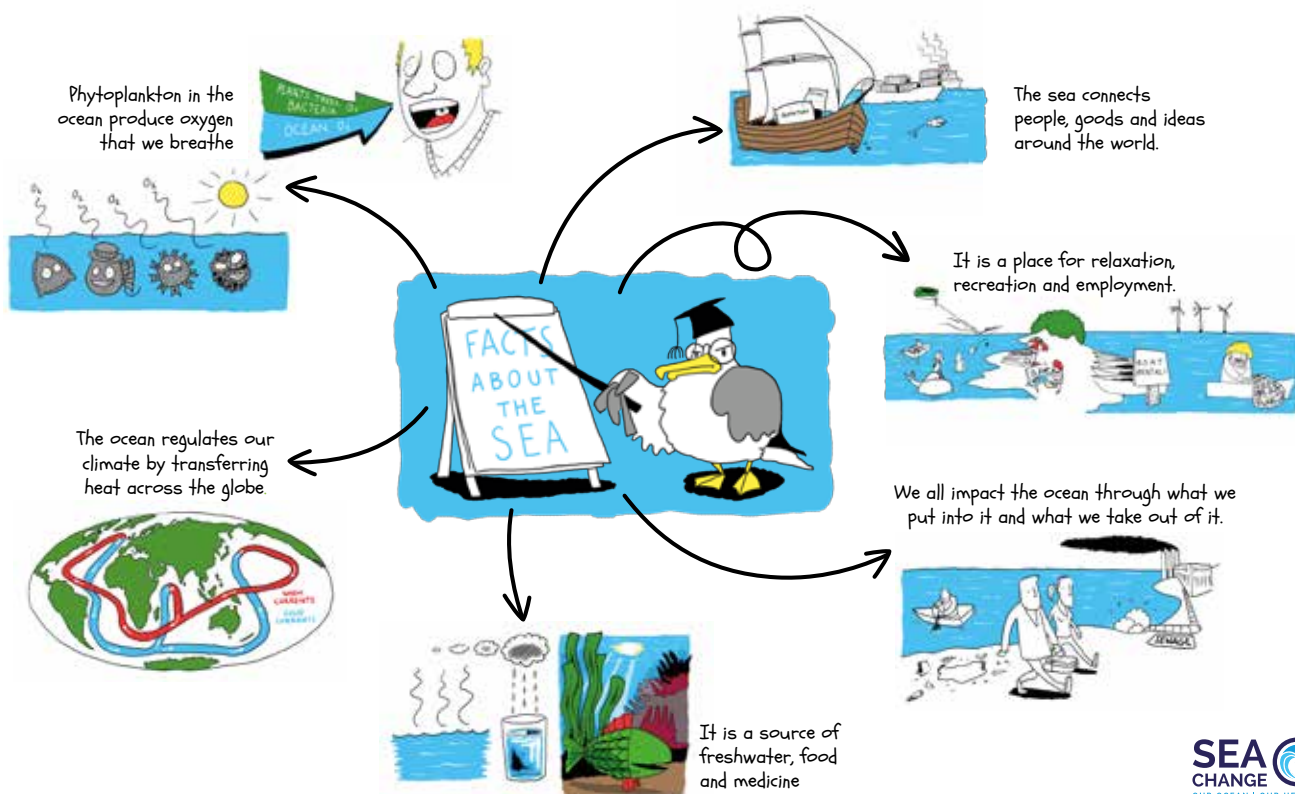 Phytoplankton in the
ocean produce oxygen
that we breathe
PLANTS TREES O₂
BACTERIA
OCEAN O₂
The sea connects
people, goods and ideas
around the world.
O₂ O₂ O₂ O₂
It is a place for relaxation,
recreation and employment.
BOAT
RENTAL
FACTS
ABOUT
THE
SEA
The ocean regulates our
climate by transferring
heat across the globe
WARM
CURRENTS
COLD
CURRENTS
We all impact the ocean through what we
put into it and what we take out of it.
SEWAGE
It is a source of
freshwater, food
and medicine
SEA
CHANGE